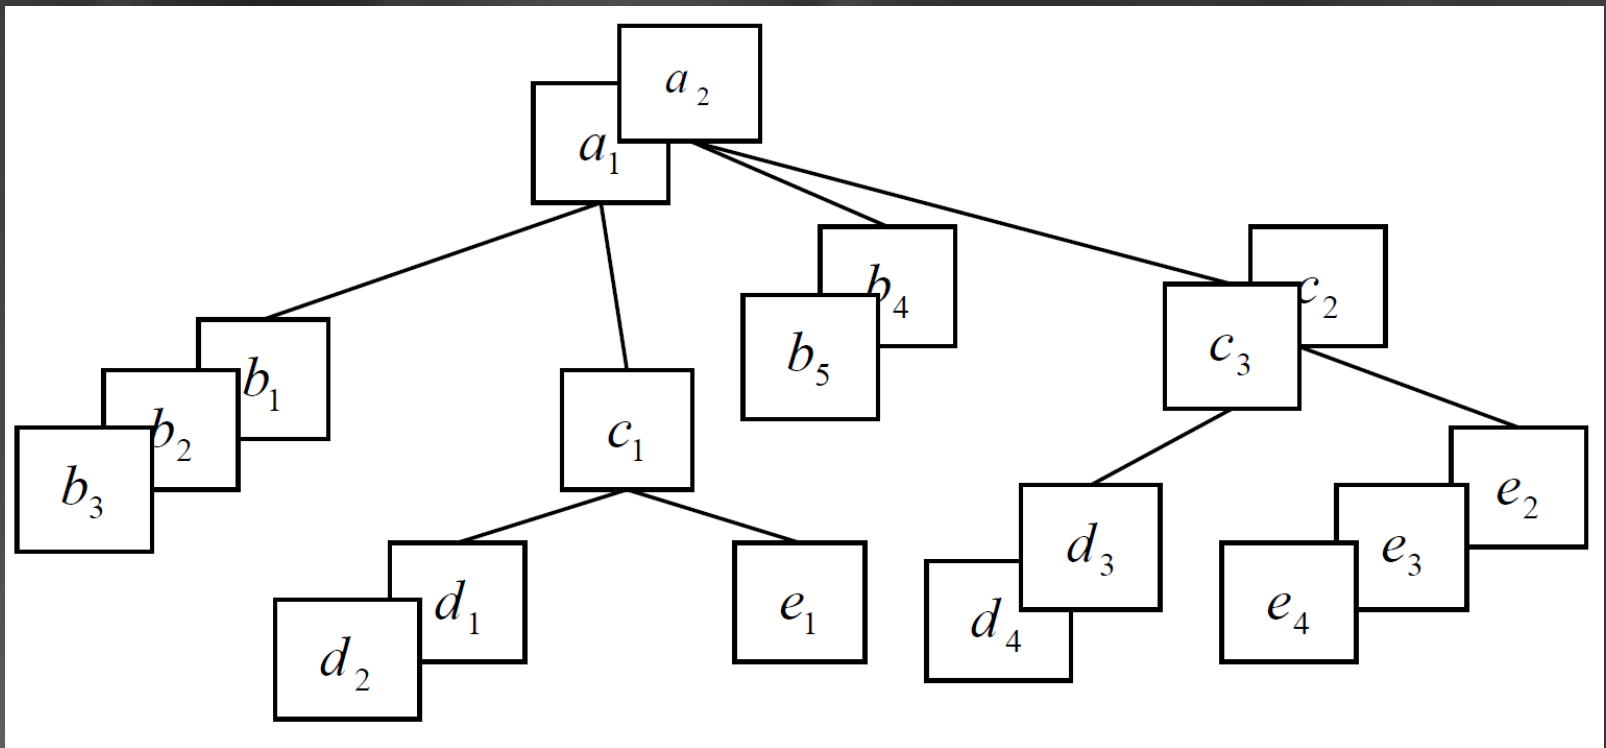 a₂
a₁
b₁
b₂
b₃
c₁
b₄
b₅
c₂
c₃
d₁
d₂
e₁
d₃
d₄
e₂
e₃
e₄